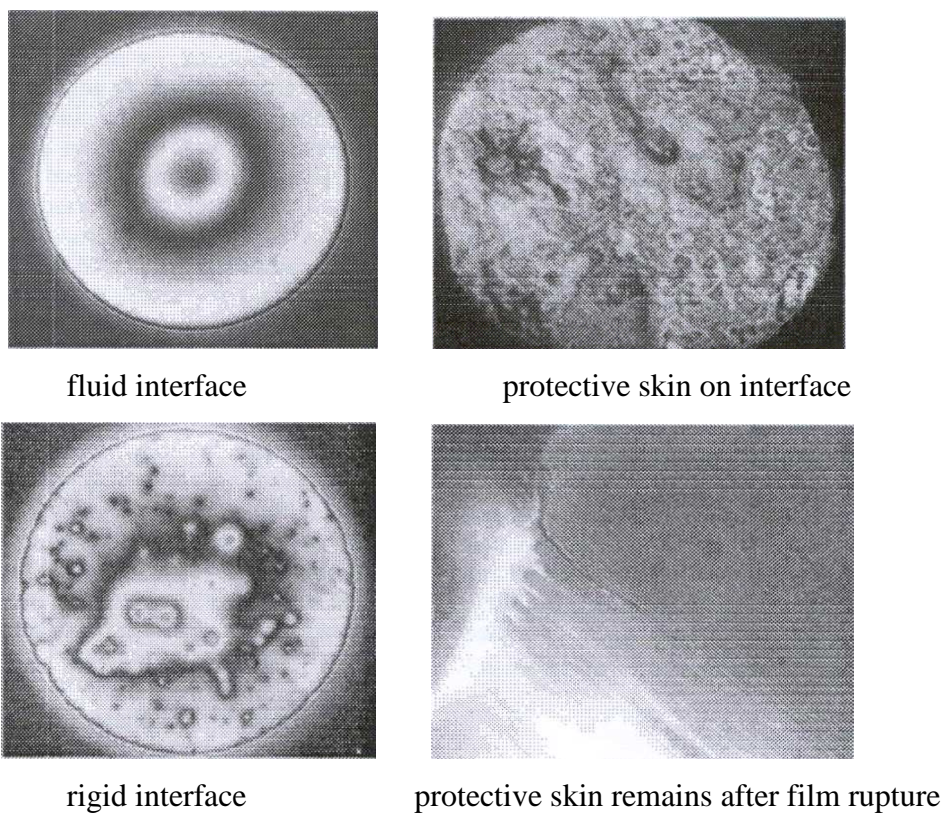 fluid interface
protective skin on interface
rigid interface
protective skin remains after film rupture